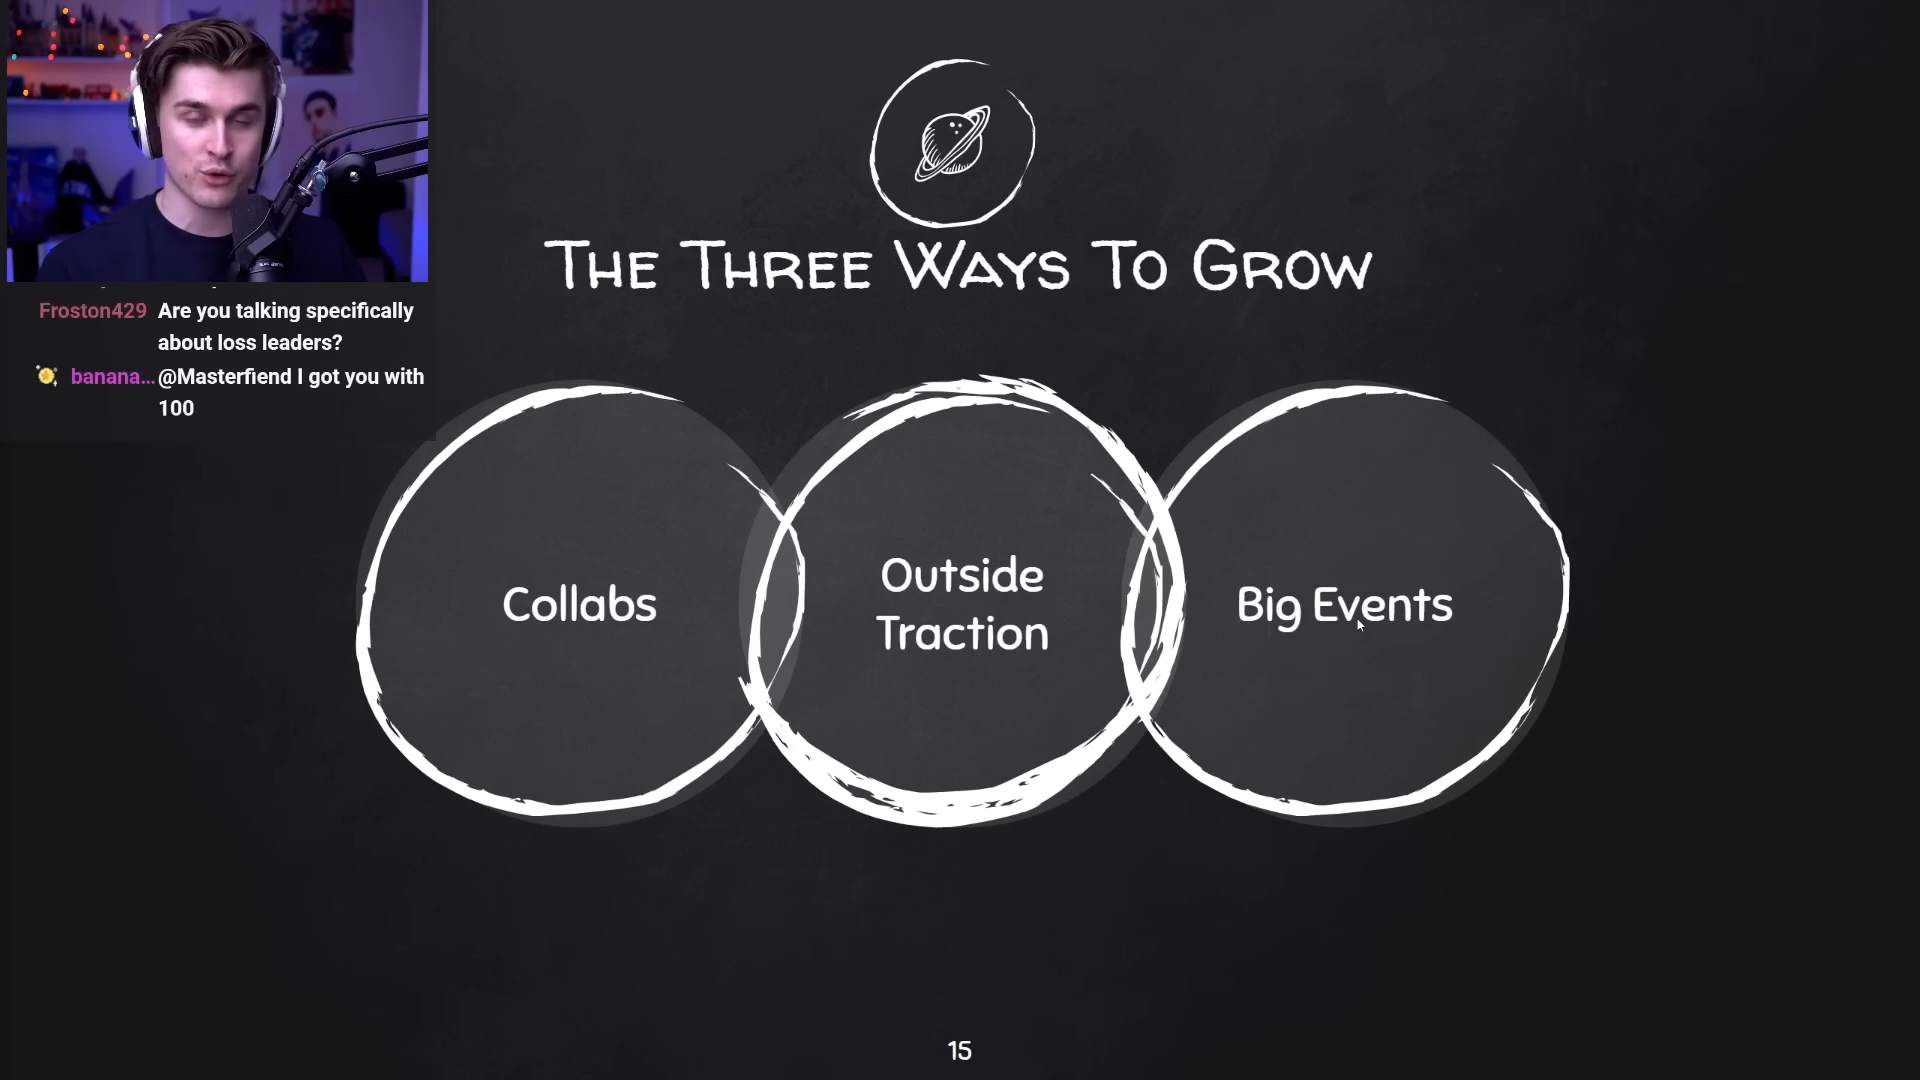 The Three Ways To Grow
Froston429 Are you talking specifically
about loss leaders?
banana... @Masterfiend I got you with
100
Collabs
Outside
Traction
Big Events
15